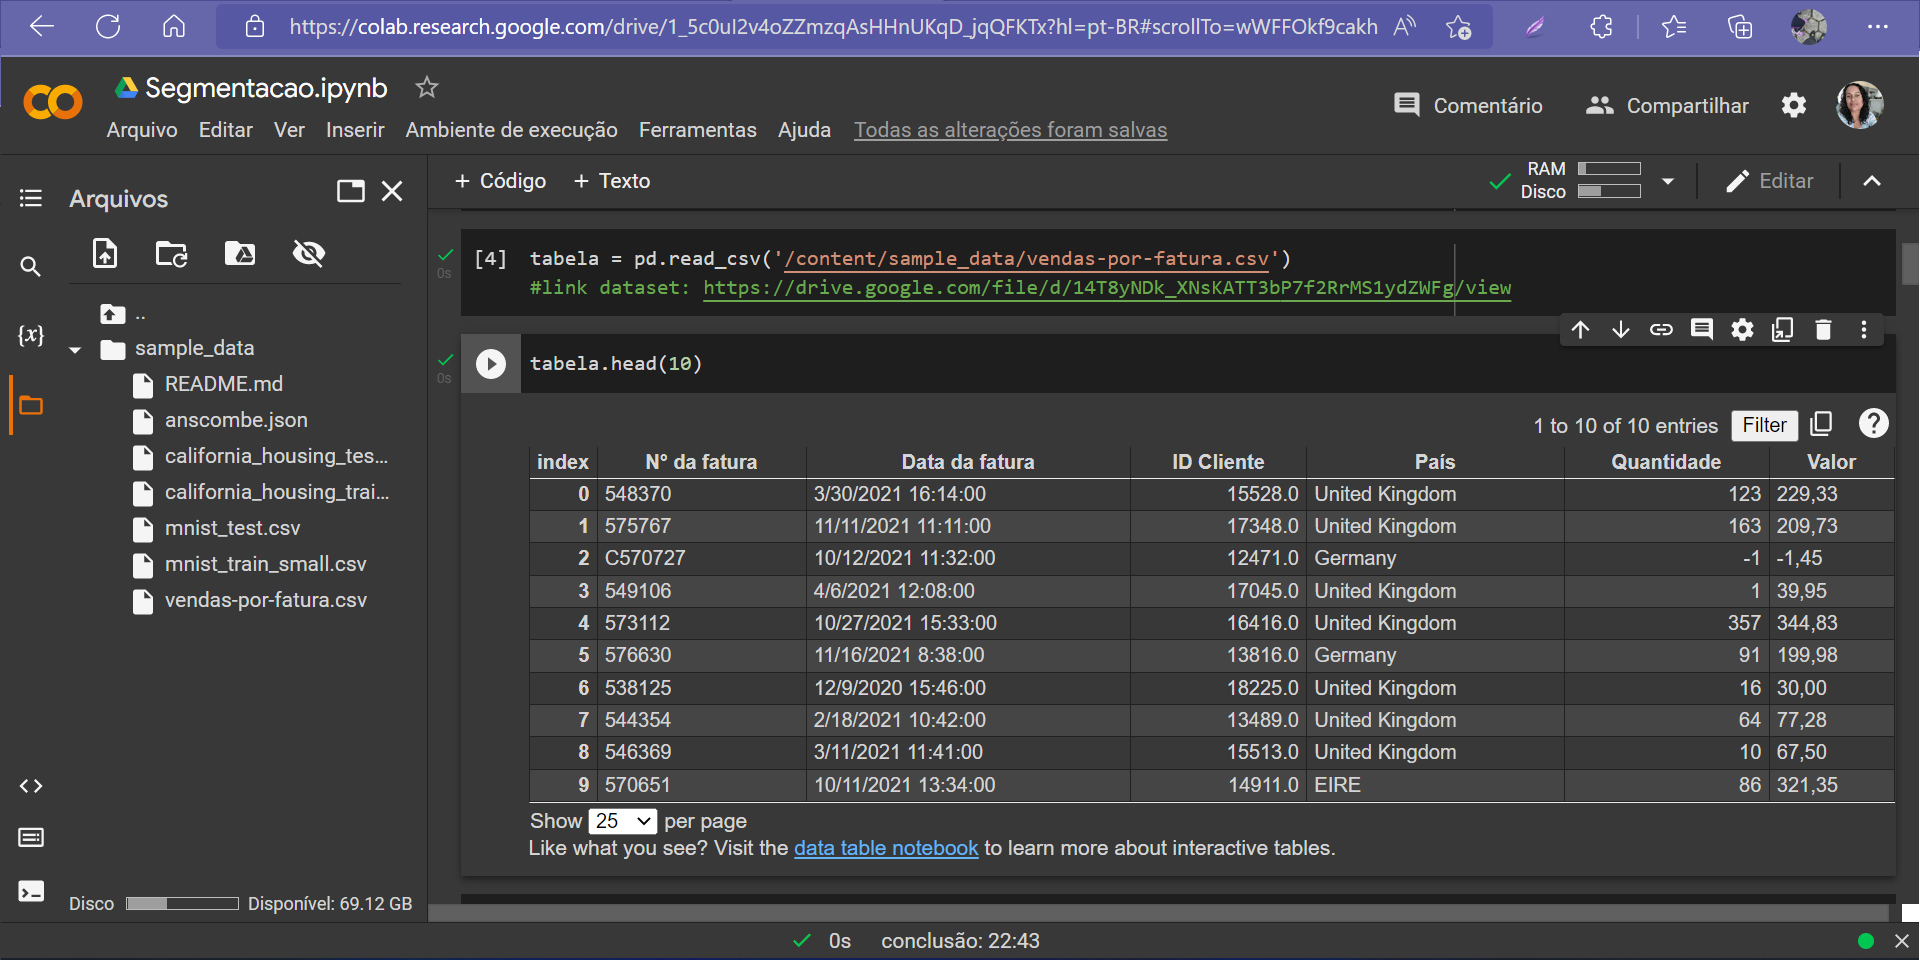 https://colab.research.google.com/drive/1_5c0uI2v4oZZmzqAsHHnUKqD_jqQFKTx?hl=pt-BR#scrollTo=wWFFOkf9cakh
Segmentacao.ipynb
Comentário Compartilhar
Arquivo Editar Ver Inserir Ambiente de execução Ferramentas Ajuda Todas as alterações foram salvas
Arquivos
+ Código + Texto
RAM
Disco
Editar
..
sample_data
README.md
anscombe.json
california_housing_tes...
california_housing_trai...
mnist_test.csv
mnist_train_small.csv
vendas-por-fatura.csv
Disco Disponível: 69.12 GB
0s
[4] tabela = pd.read_csv('/content/sample_data/vendas-por-fatura.csv')
#link dataset: https://drive.google.com/file/d/14T8yNDk_XNsKATT3bP7f2RrMS1ydZWFg/view
0s
tabela.head(10)
1 to 10 of 10 entries Filter
index Nº da fatura Data da fatura ID Cliente País Quantidade Valor
0 548370 3/30/2021 16:14:00 15528.0 United Kingdom 123 229,33
1 575767 11/11/2021 11:11:00 17348.0 United Kingdom 163 209,73
2 C570727 10/12/2021 11:32:00 12471.0 Germany -1 -1,45
3 549106 4/6/2021 12:08:00 17045.0 United Kingdom 1 39,95
4 573112 10/27/2021 15:33:00 16416.0 United Kingdom 357 344,83
5 576630 11/16/2021 8:38:00 13816.0 Germany 91 199,98
6 538125 12/9/2020 15:46:00 18225.0 United Kingdom 16 30,00
7 544354 2/18/2021 10:42:00 13489.0 United Kingdom 64 77,28
8 546369 3/11/2021 11:41:00 15513.0 United Kingdom 10 67,50
9 570651 10/11/2021 13:34:00 14911.0 EIRE 86 321,35
Show 25 per page
Like what you see? Visit the data table notebook to learn more about interactive tables.
0s conclusão: 22:43